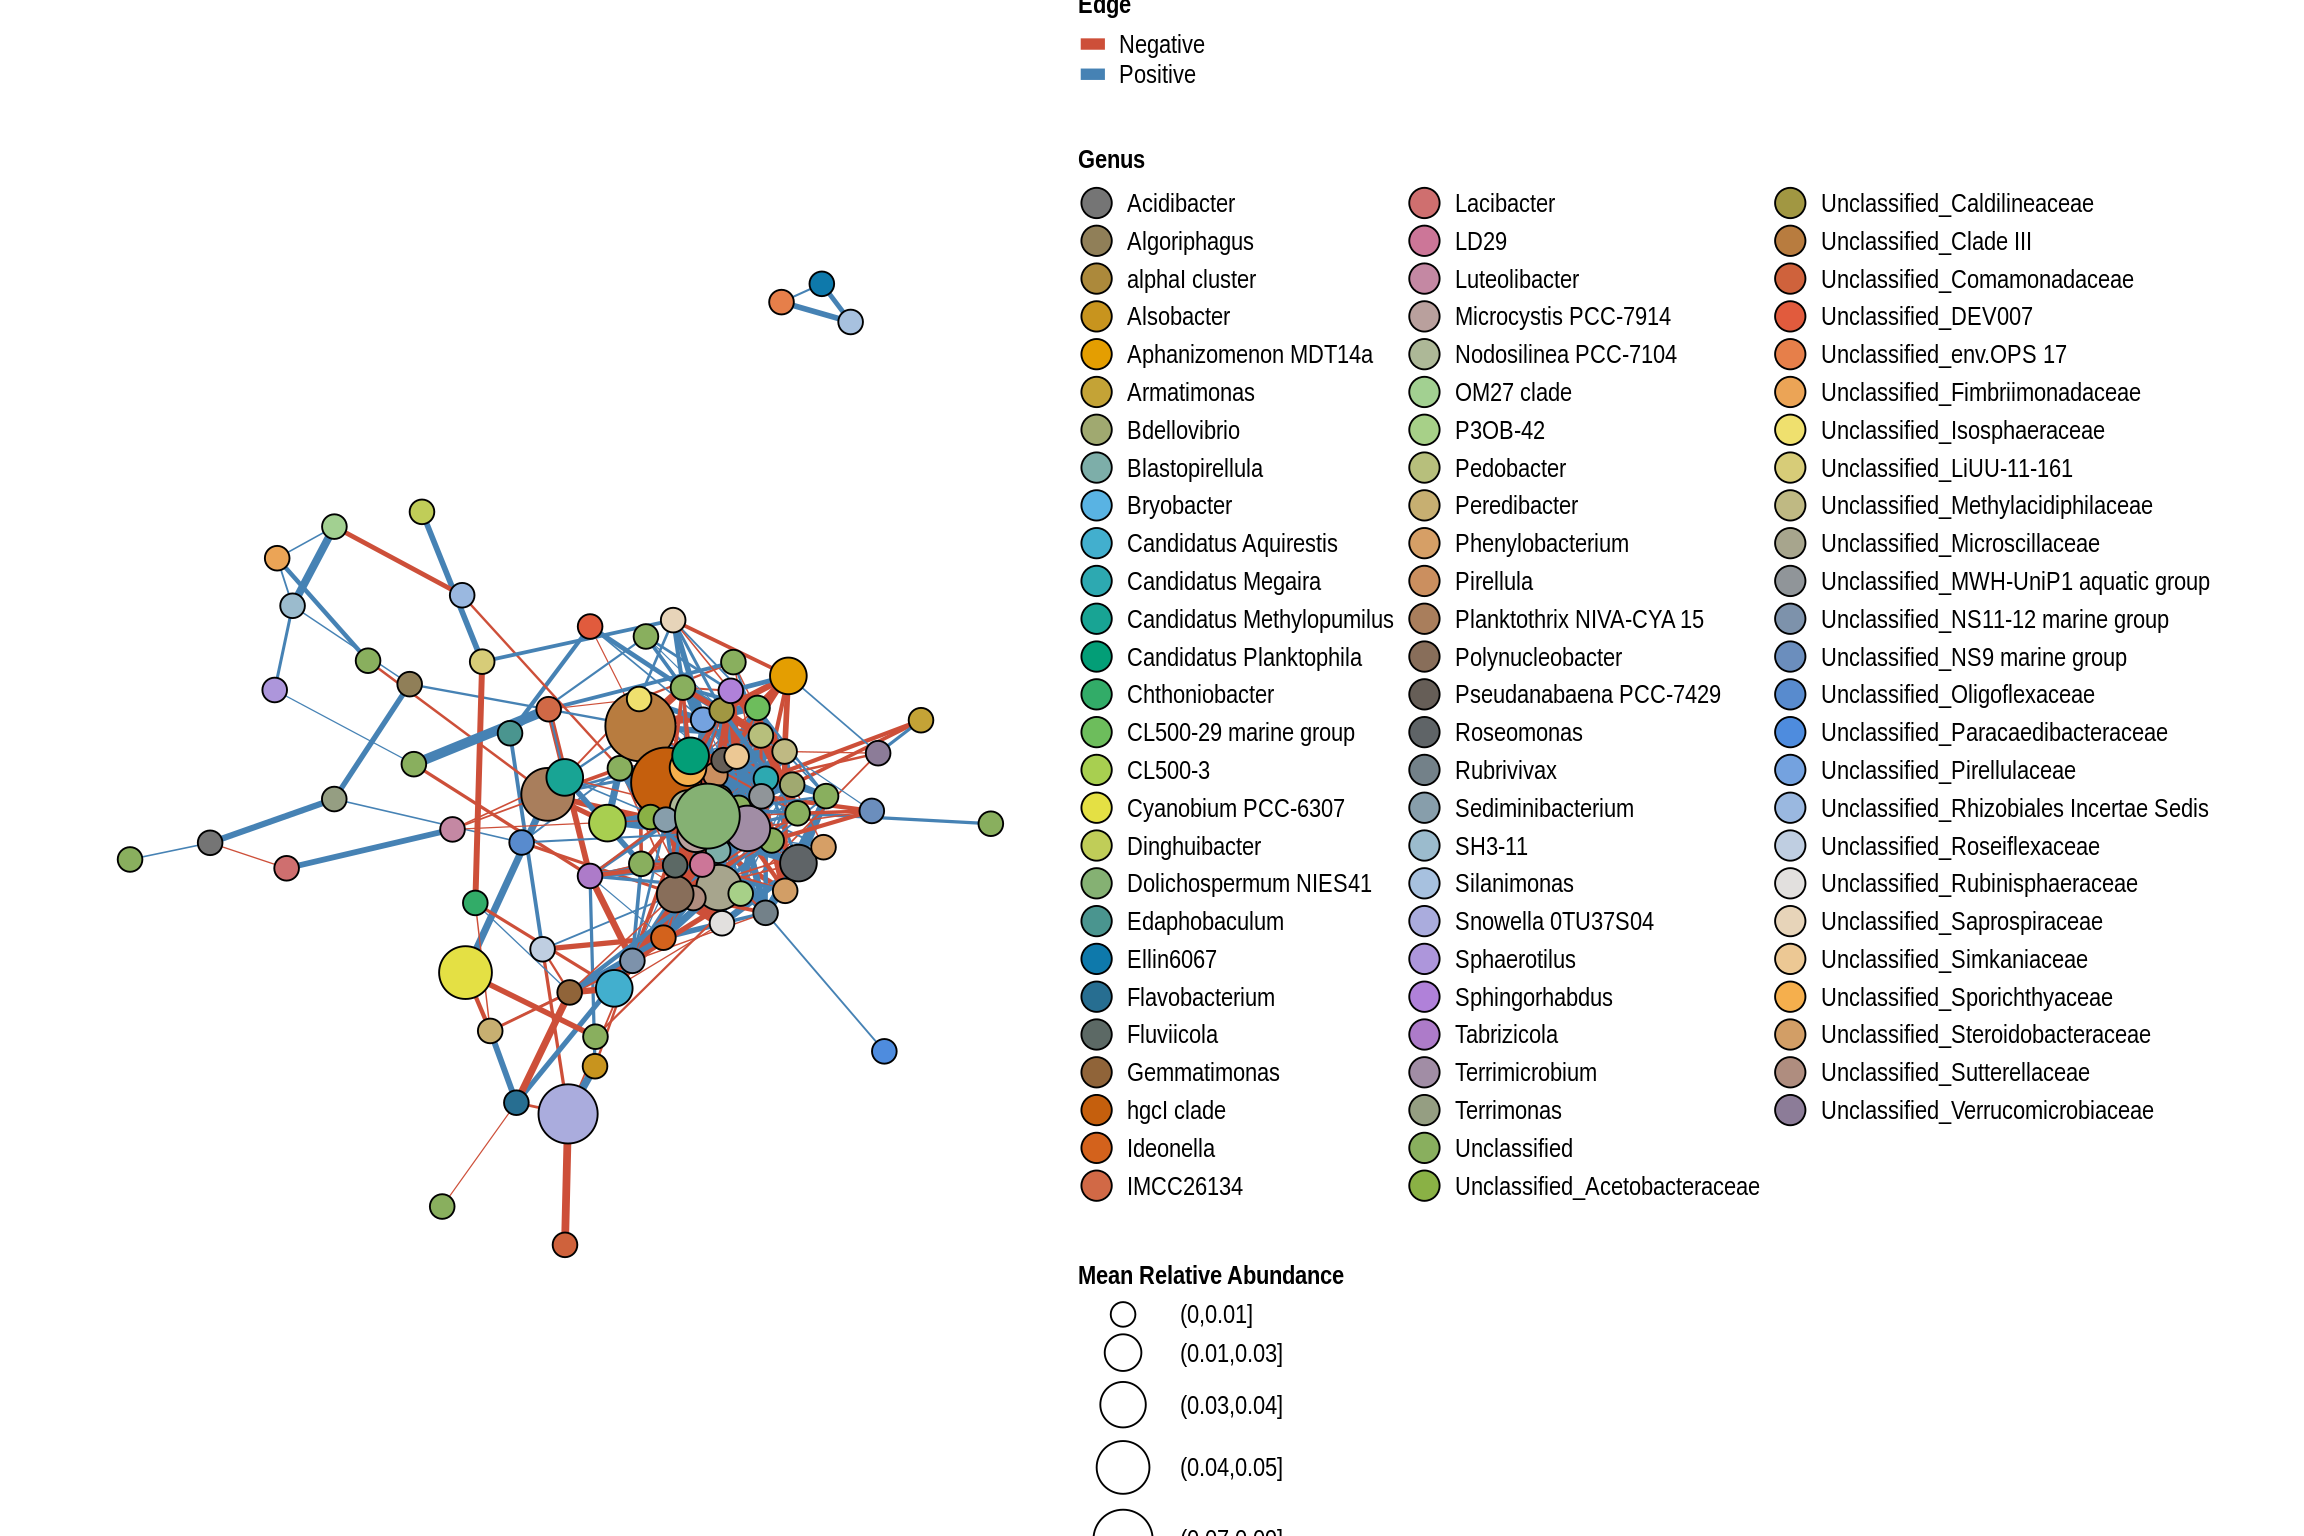 Edge
Negative
Positive
Genus
Acidibacter
Algoriphagus
alphaI cluster
Alsobacter
Aphanizomenon MDT14a
Armatimonas
Bdellovibrio
Blastopirellula
Bryobacter
Candidatus Aquirestis
Candidatus Megaira
Candidatus Methylopumilus
Candidatus Planktophila
Chthoniobacter
CL500-29 marine group
CL500-3
Cyanobium PCC-6307
Dinghuibacter
Dolichospermum NIES41
Edaphobaculum
Ellin6067
Flavobacterium
Fluviicola
Gemmatimonas
hgcI clade
Ideonella
IMCC26134
Lacibacter
LD29
Luteolibacter
Microcystis PCC-7914
Nodosilinea PCC-7104
OM27 clade
P3OB-42
Pedobacter
Peredibacter
Phenylobacterium
Pirellula
Planktothrix NIVA-CYA 15
Polynucleobacter
Pseudanabaena PCC-7429
Roseomonas
Rubrivivax
Sediminibacterium
SH3-11
Silanimonas
Snowella 0TU37S04
Sphaerotilus
Sphingorhabdus
Tabrizicola
Terrimicrobium
Terrimonas
Unclassified
Unclassified_Acetobacteraceae
Unclassified_Caldilineaceae
Unclassified_Clade III
Unclassified_Comamonadaceae
Unclassified_DEV007
Unclassified_env.OPS 17
Unclassified_Fimbriimonadaceae
Unclassified_Isosphaeraceae
Unclassified_LiUU-11-161
Unclassified_Methylacidiphilaceae
Unclassified_Microscillaceae
Unclassified_MWH-UniP1 aquatic group
Unclassified_NS11-12 marine group
Unclassified_NS9 marine group
Unclassified_Oligoflexaceae
Unclassified_Paracaedibacteraceae
Unclassified_Pirellulaceae
Unclassified_Rhizobiales Incertae Sedis
Unclassified_Roseiflexaceae
Unclassified_Rubinisphaeraceae
Unclassified_Saprospiraceae
Unclassified_Simkaniaceae
Unclassified_Sporichthyaceae
Unclassified_Steroidobacteraceae
Unclassified_Sutterellaceae
Unclassified_Verrucomicrobiaceae
Mean Relative Abundance
(0,0.01]
(0.01,0.03]
(0.03,0.04]
(0.04,0.05]